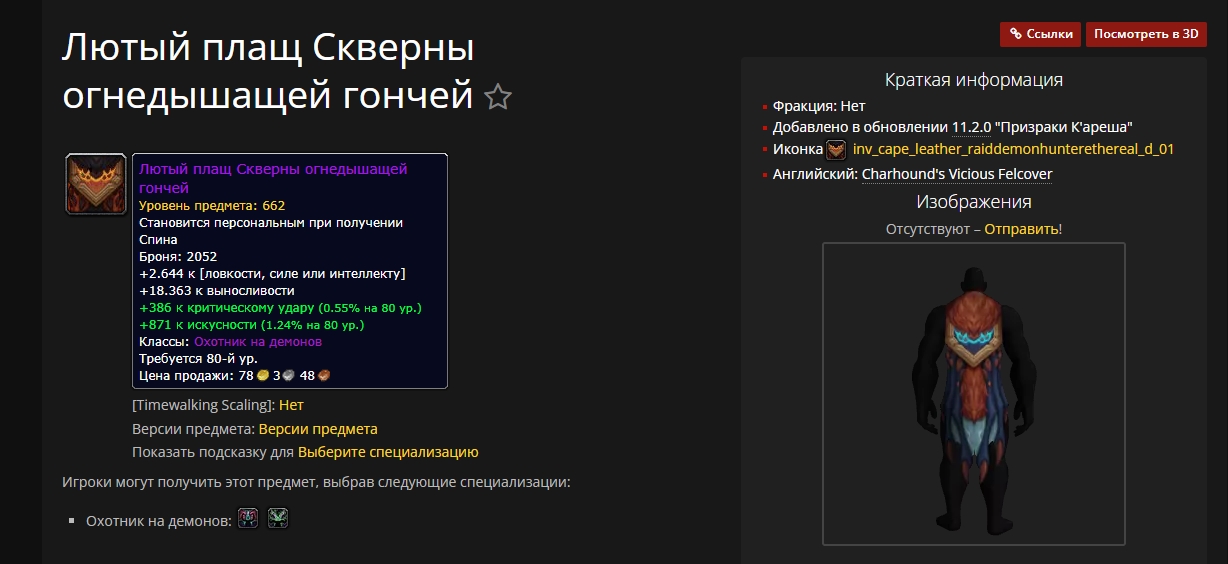 Лютый плащ Скверны
огнедышащей гончей
Лютый плащ Скверны огнедышащей
гончей
Уровень предмета: 662
Становится персональным при получении
Спина
Броня: 2052
+2.644 к [ловкости, силе или интеллекту]
+18.363 к выносливости
+386 к критическому удару (0.55% на 80 ур.)
+871 к искусности (1.24% на 80 ур.)
Классы: Охотник на демонов
Требуется 80-й ур.
Цена продажи: 78 3 48
[Timewalking Scaling]: Нет
Версии предмета: Версии предмета
Показать подсказку для Выберите специализацию
Игроки могут получить этот предмет, выбрав следующие специализации:
Охотник на демонов:
Ссылки
Посмотреть в 3D
Краткая информация
Фракция: Нет
Добавлено в обновлении 11.2.0 "Призраки К'ареша"
Иконка inv_cape_leather_raiddemonhunterethereal_d_01
Английский: Charhound's Vicious Felcover
Изображения
Отсутствуют – Отправить!